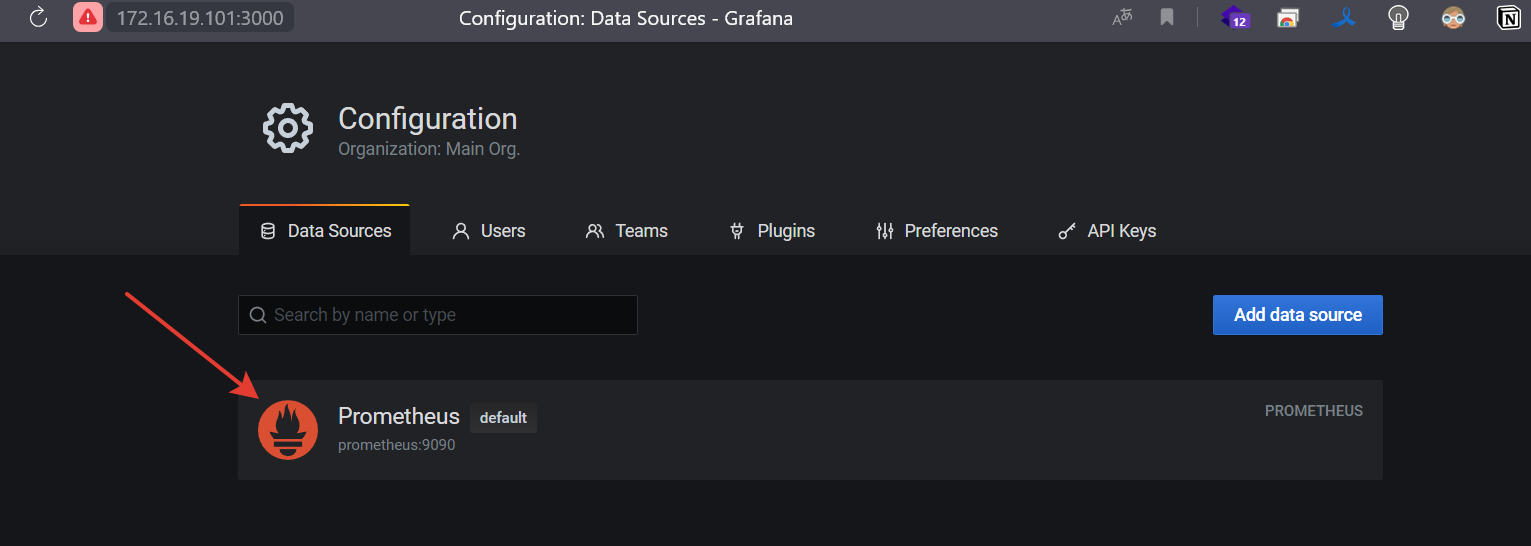 172.16.19.101:3000
Configuration: Data Sources - Grafana
12
Configuration
Organization: Main Org.
Data Sources
Users
Teams
Plugins
Preferences
API Keys
Search by name or type
Add data source
Prometheus
default
PROMETHEUS
prometheus:9090